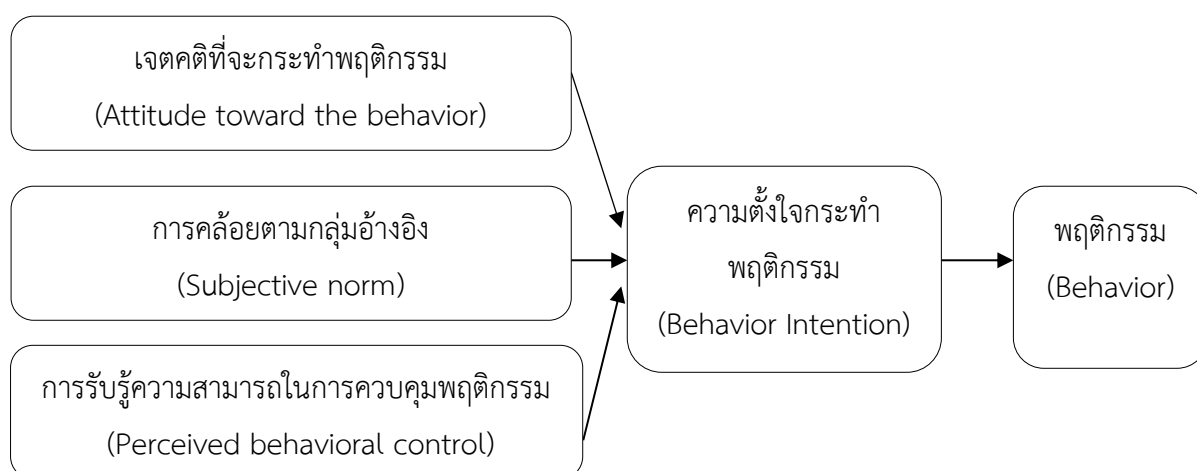 เจตคติที่จะกระทำพฤติกรรม
(Attitude toward the behavior)
การคล้อยตามกลุ่มอ้างอิง
(Subjective norm)
การรับรู้ความสามารถในการควบคุมพฤติกรรม
(Perceived behavioral control)
ความตั้งใจกระทำ
พฤติกรรม
(Behavior Intention)
พฤติกรรม
(Behavior)